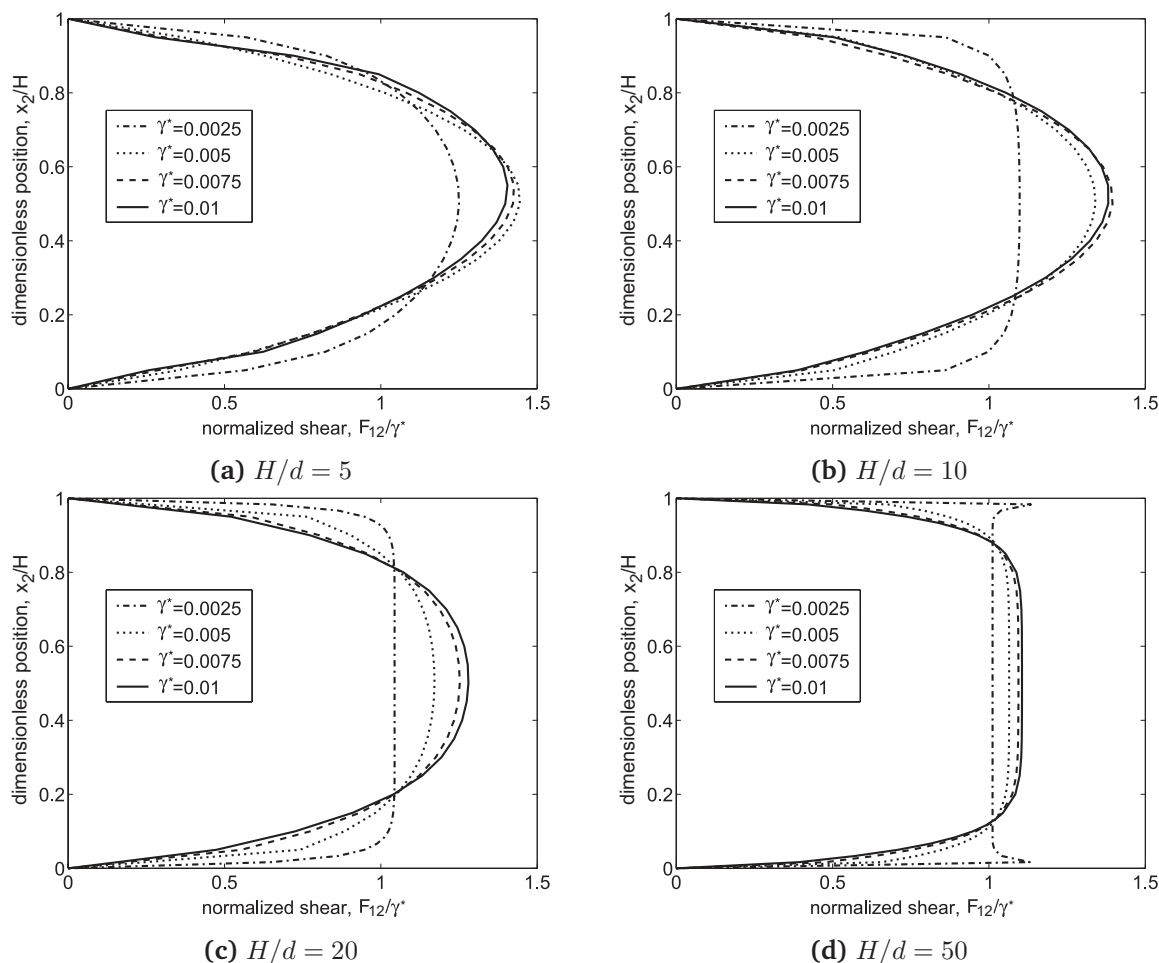 1
0.8
0.6
0.4
0.2
0
dimensionless position, x₂/H
γ*=0.0025
γ*=0.005
γ*=0.0075
γ*=0.01
0 0.5 1 1.5
normalized shear, F₁₂/γ*
(a) H/d = 5
1
0.8
0.6
0.4
0.2
0
dimensionless position, x₂/H
γ*=0.0025
γ*=0.005
γ*=0.0075
γ*=0.01
0 0.5 1 1.5
normalized shear, F₁₂/γ*
(b) H/d = 10
1
0.8
0.6
0.4
0.2
0
dimensionless position, x₂/H
γ*=0.0025
γ*=0.005
γ*=0.0075
γ*=0.01
0 0.5 1 1.5
normalized shear, F₁₂/γ*
(c) H/d = 20
1
0.8
0.6
0.4
0.2
0
dimensionless position, x₂/H
γ*=0.0025
γ*=0.005
γ*=0.0075
γ*=0.01
0 0.5 1 1.5
normalized shear, F₁₂/γ*
(d) H/d = 50